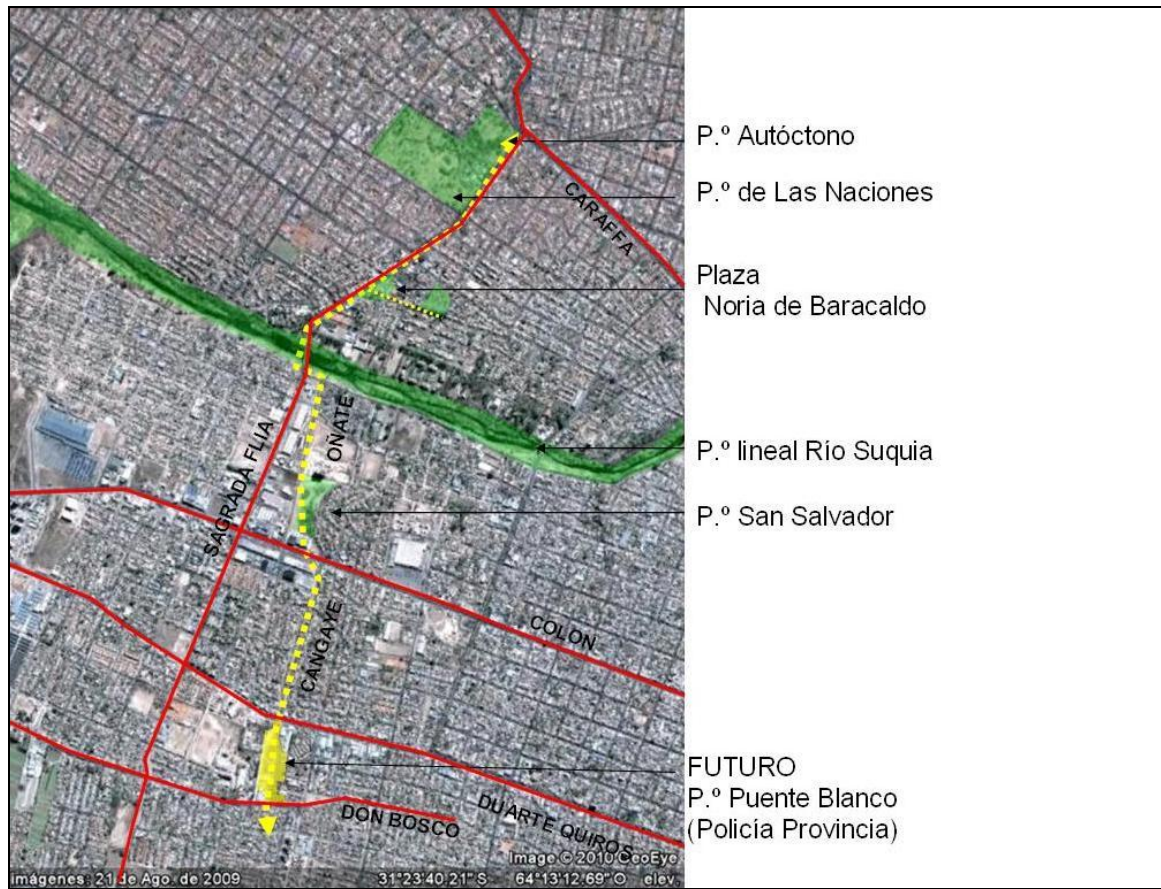 P.º Autóctono
P.º de Las Naciones
CARAFFA
Plaza
Noria de Baracaldo
OÑATE
SAGRADA FLIA
P.º lineal Río Suquia
P.º San Salvador
COLON
CANGAYE
FUTURO
P.º Puente Blanco
(Policía Provincia)
DON BOSCO
DUARTE QUIROS
Image © 2010 GeoEye
imágenes: 21 de Ago. de 2009 31°23'40.21" S 64°13'12.69" O elev.